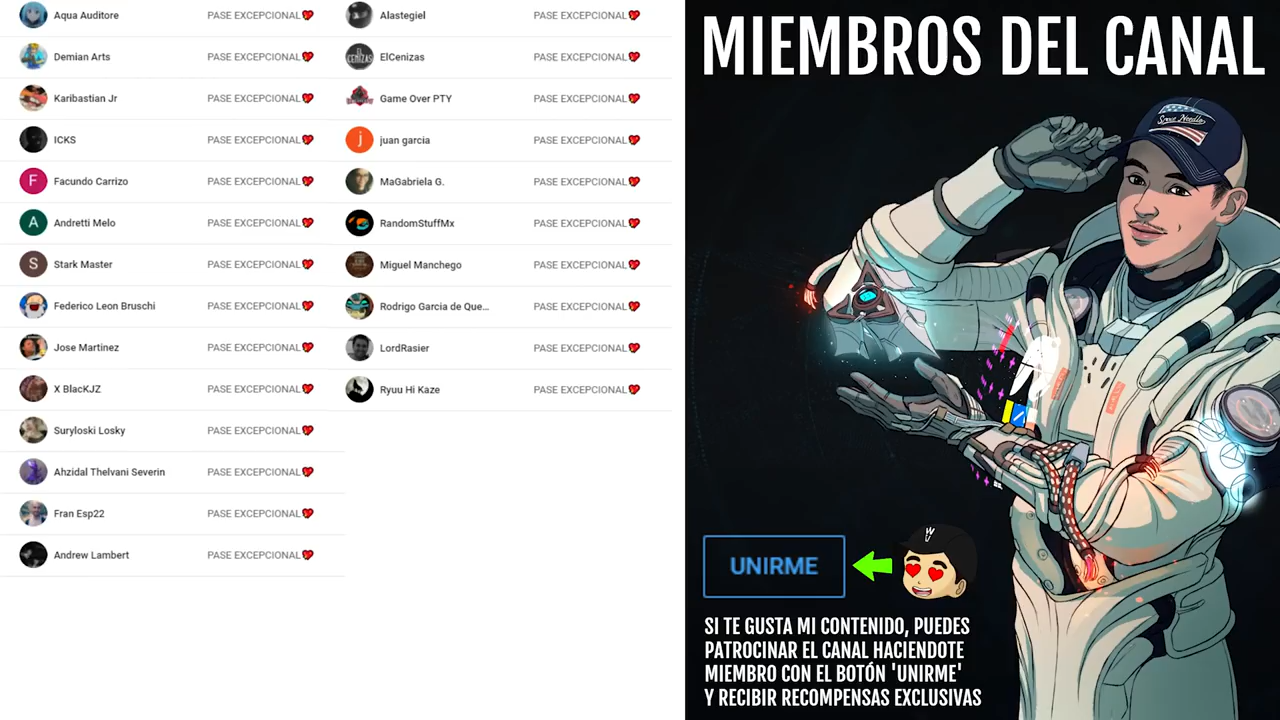 Aqua Auditore PASE EXCEPCIONAL
Demian Arts PASE EXCEPCIONAL
Karibastian Jr PASE EXCEPCIONAL
ICKS PASE EXCEPCIONAL
F Facundo Carrizo PASE EXCEPCIONAL
A Andretti Melo PASE EXCEPCIONAL
S Stark Master PASE EXCEPCIONAL
Federico Leon Bruschi PASE EXCEPCIONAL
Jose Martinez PASE EXCEPCIONAL
X BlacKJZ PASE EXCEPCIONAL
Suryloski Losky PASE EXCEPCIONAL
Ahzidal Thelvani Severin PASE EXCEPCIONAL
Fran Esp22 PASE EXCEPCIONAL
Andrew Lambert PASE EXCEPCIONAL
Alastegiel PASE EXCEPCIONAL
EL CENIZAS ElCenizas PASE EXCEPCIONAL
Game Over PTY PASE EXCEPCIONAL
j juan garcia PASE EXCEPCIONAL
MaGabriela G. PASE EXCEPCIONAL
RandomStuffMx PASE EXCEPCIONAL
Miguel Manchego PASE EXCEPCIONAL
Rodrigo Garcia de Que... PASE EXCEPCIONAL
LordRasier PASE EXCEPCIONAL
Ryuu Hi Kaze PASE EXCEPCIONAL
MIEMBROS DEL CANAL
Space Needle
UNIRME
SI TE GUSTA MI CONTENIDO, PUEDES
PATROCINAR EL CANAL HACIENDOTE
MIEMBRO CON EL BOTÓN 'UNIRME'
Y RECIBIR RECOMPENSAS EXCLUSIVAS